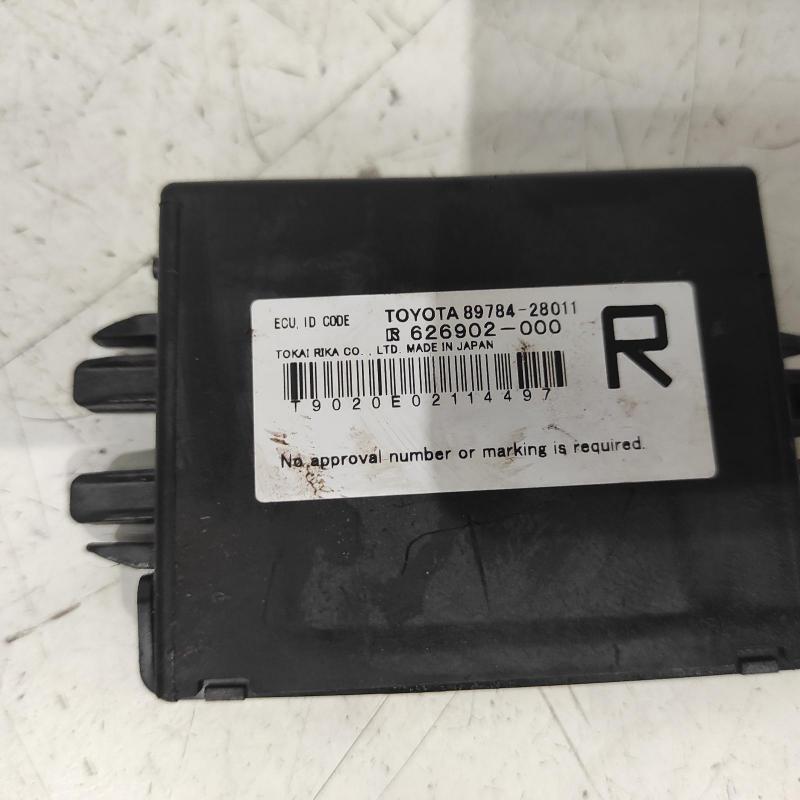 ECU, ID CODE TOYOTA 89784-28011
R 626902-000
TOKAI RIKA CO., LTD. MADE IN JAPAN
T9020E02114497
No approval number or marking is required.
R